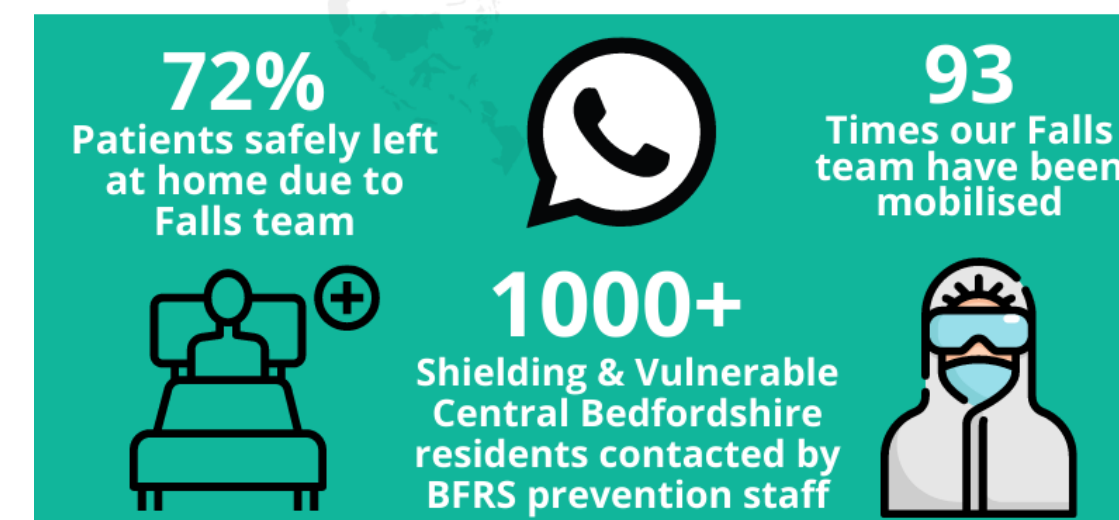 72%
Patients safely left
at home due to
Falls team
93
Times our Falls
team have been
mobilised
1000+
Shielding & Vulnerable
Central Bedfordshire
residents contacted by
BFRS prevention staff